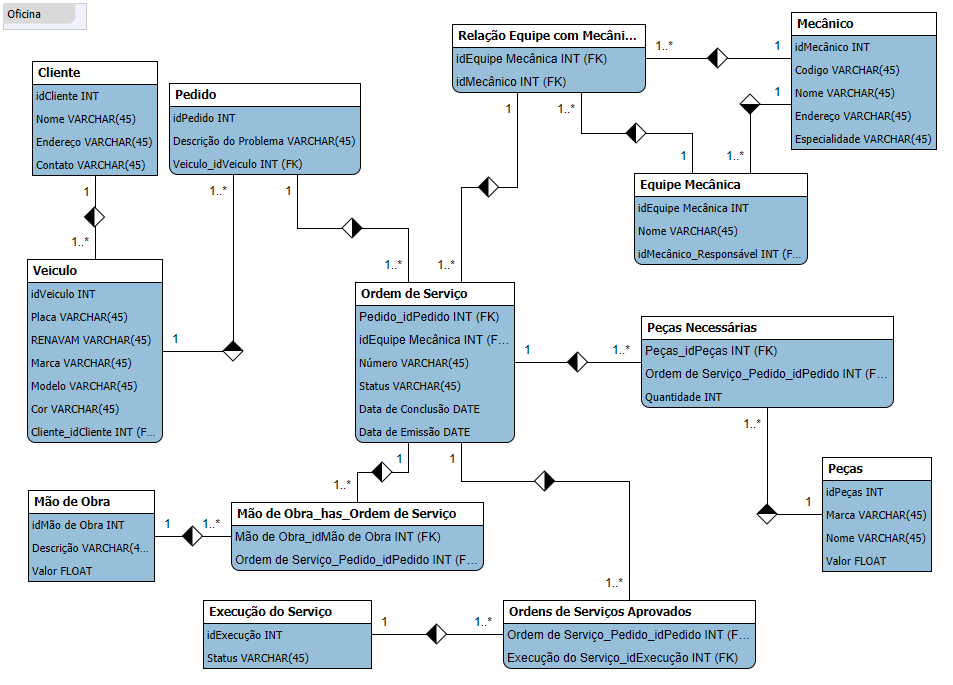 Oficina
Cliente
idCliente INT
Nome VARCHAR(45)
Endereço VARCHAR(45)
Contato VARCHAR(45)
1
1..*
Pedido
idPedido INT
Descrição do Problema VARCHAR(45)
Veiculo_idVeiculo INT (FK)
1..*
1
1..*
Relação Equipe com Mecâni...
idEquipe Mecânica INT (FK)
idMecânico INT (FK)
1..*
1
1
1..*
1..*
1
Mecânico
idMecânico INT
Codigo VARCHAR(45)
Nome VARCHAR(45)
Endereço VARCHAR(45)
Especialidade VARCHAR(45)
1
1..*
Equipe Mecânica
idEquipe Mecânica INT
Nome VARCHAR(45)
idMecânico_Responsável INT (F...
Veiculo
idVeiculo INT
Placa VARCHAR(45)
RENAVAM VARCHAR(45)
Marca VARCHAR(45)
Modelo VARCHAR(45)
Cor VARCHAR(45)
Cliente_idCliente INT (F...
1
Ordem de Serviço
Pedido_idPedido INT (FK)
idEquipe Mecânica INT (F...
Número VARCHAR(45)
Status VARCHAR(45)
Data de Conclusão DATE
Data de Emissão DATE
1
1..*
Peças Necessárias
Peças_idPeças INT (FK)
Ordem de Serviço_Pedido_idPedido INT (F...
Quantidade INT
1..*
1
Peças
idPeças INT
Marca VARCHAR(45)
Nome VARCHAR(45)
Valor FLOAT
1
1..*
1
1..*
Mão de Obra
idMão de Obra INT
Descrição VARCHAR(4...
Valor FLOAT
1
1..*
Mão de Obra_has_Ordem de Serviço
Mão de Obra_idMão de Obra INT (FK)
Ordem de Serviço_Pedido_idPedido INT (F...
Execução do Serviço
idExecução INT
Status VARCHAR(45)
1
1..*
Ordens de Serviços Aprovados
Ordem de Serviço_Pedido_idPedido INT (F...
Execução do Serviço_idExecução INT (FK)